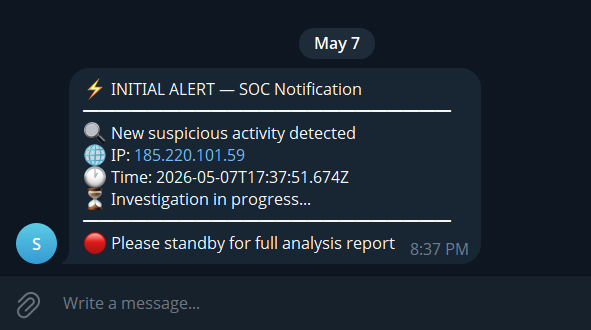 May 7
⚡ INITIAL ALERT — SOC Notification
🔍 New suspicious activity detected
🌐 IP: 185.220.101.59
🕐 Time: 2026-05-07T17:37:51.674Z
⏳ Investigation in progress...
🔴 Please standby for full analysis report
8:37 PM
S
Write a message...